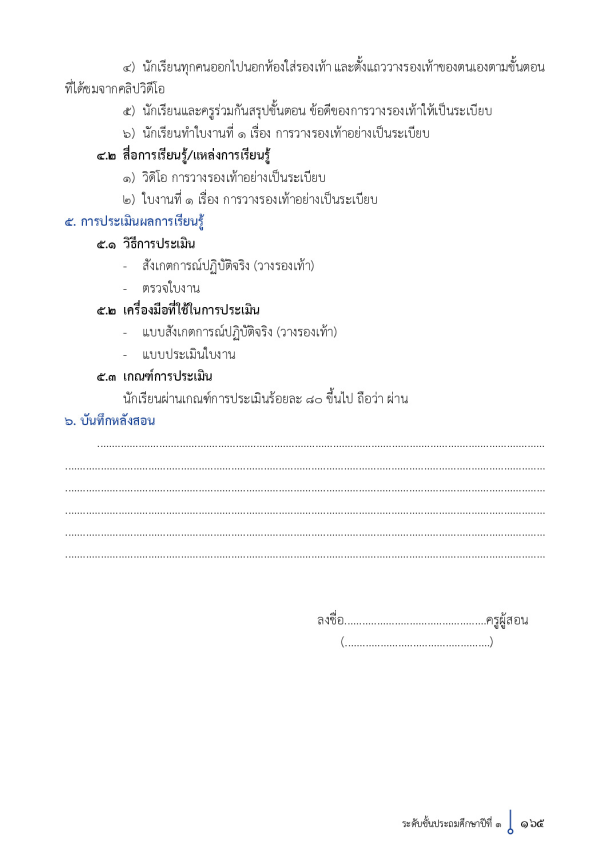 ๔) นักเรียนทุกคนออกไปนอกห้องใส่รองเท้า และตั้งแถววางรองเท้าของตนเองตามขั้นตอน
ที่ได้ชมจากคลิปวิดีโอ
๕) นักเรียนและครูร่วมกันสรุปขั้นตอน ข้อดีของการวางรองเท้าให้เป็นระเบียบ
๖) นักเรียนทำใบงานที่ ๑ เรื่อง การวางรองเท้าอย่างเป็นระเบียบ
๔.๒ สื่อการเรียนรู้/แหล่งการเรียนรู้
๑) วิดิโอ การวางรองเท้าอย่างเป็นระเบียบ
๒) ใบงานที่ ๑ เรื่อง การวางรองเท้าอย่างเป็นระเบียบ
๕. การประเมินผลการเรียนรู้
๕.๑ วิธีการประเมิน
- สังเกตการณ์ปฏิบัติจริง (วางรองเท้า)
- ตรวจใบงาน
๕.๒ เครื่องมือที่ใช้ในการประเมิน
- แบบสังเกตการณ์ปฏิบัติจริง (วางรองเท้า)
- แบบประเมินใบงาน
๕.๓ เกณฑ์การประเมิน
นักเรียนผ่านเกณฑ์การประเมินร้อยละ ๘๐ ขึ้นไป ถือว่า ผ่าน
๖. บันทึกหลังสอน
................................................................................
................................................................................
................................................................................
................................................................................
................................................................................
................................................................................
ลงชื่อ................................................ครูผู้สอน
(.................................................)
ระดับชั้นประถมศึกษาปีที่ ๑ ๑๖๕